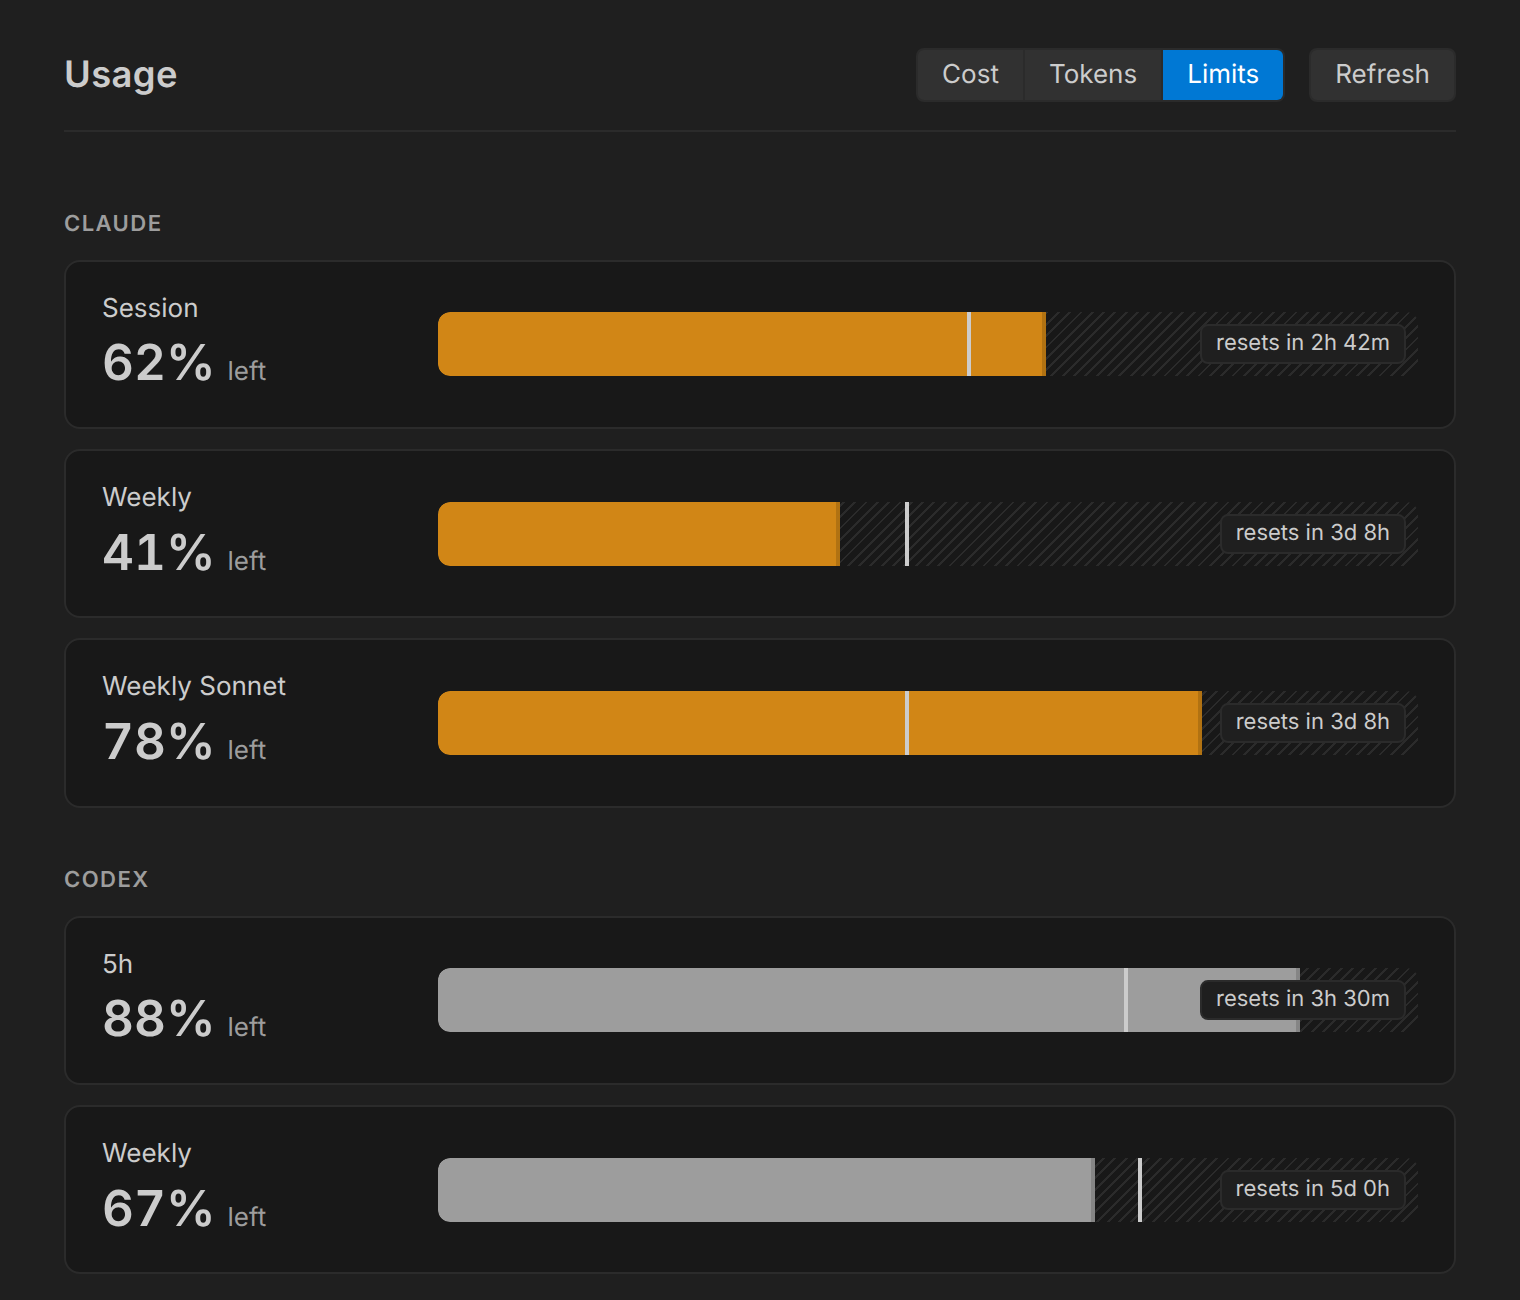 Usage
Cost Tokens Limits Refresh
CLAUDE
Session
62% left
resets in 2h 42m
Weekly
41% left
resets in 3d 8h
Weekly Sonnet
78% left
resets in 3d 8h
CODEX
5h
88% left
resets in 3h 30m
Weekly
67% left
resets in 5d 0h